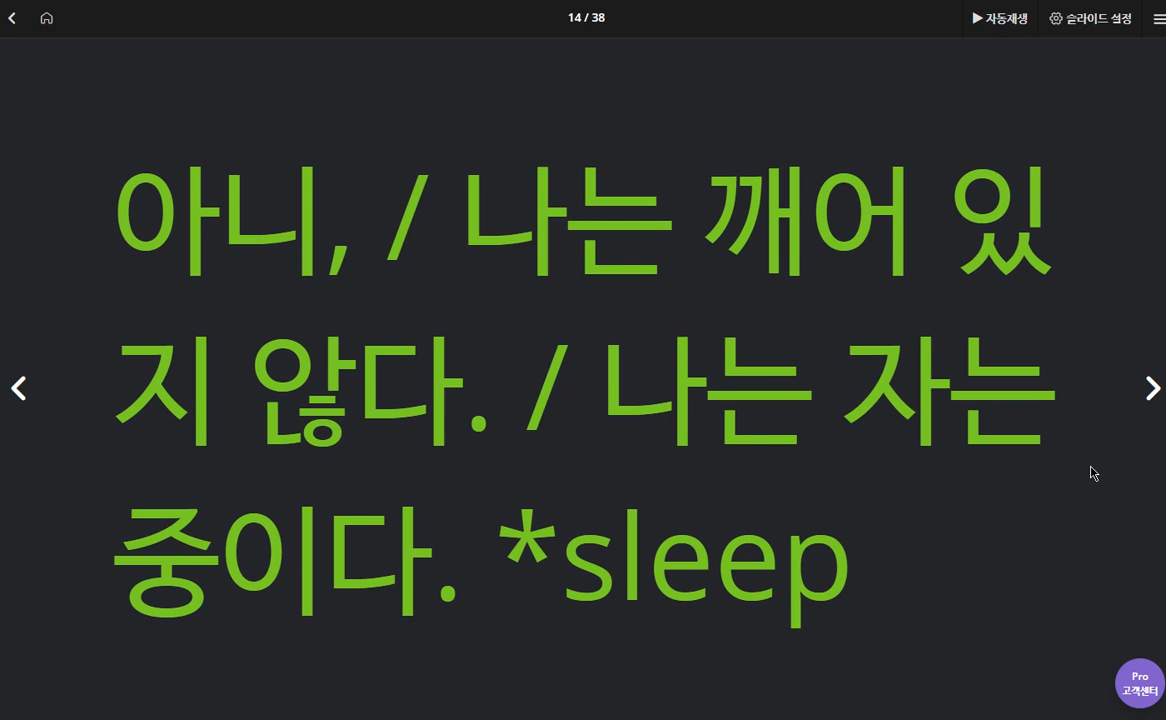 14 / 38
▶ 자동재생
슬라이드 설정
아니, / 나는 깨어 있
지 않다. / 나는 자는
중이다. *sleep
Pro
고객센터